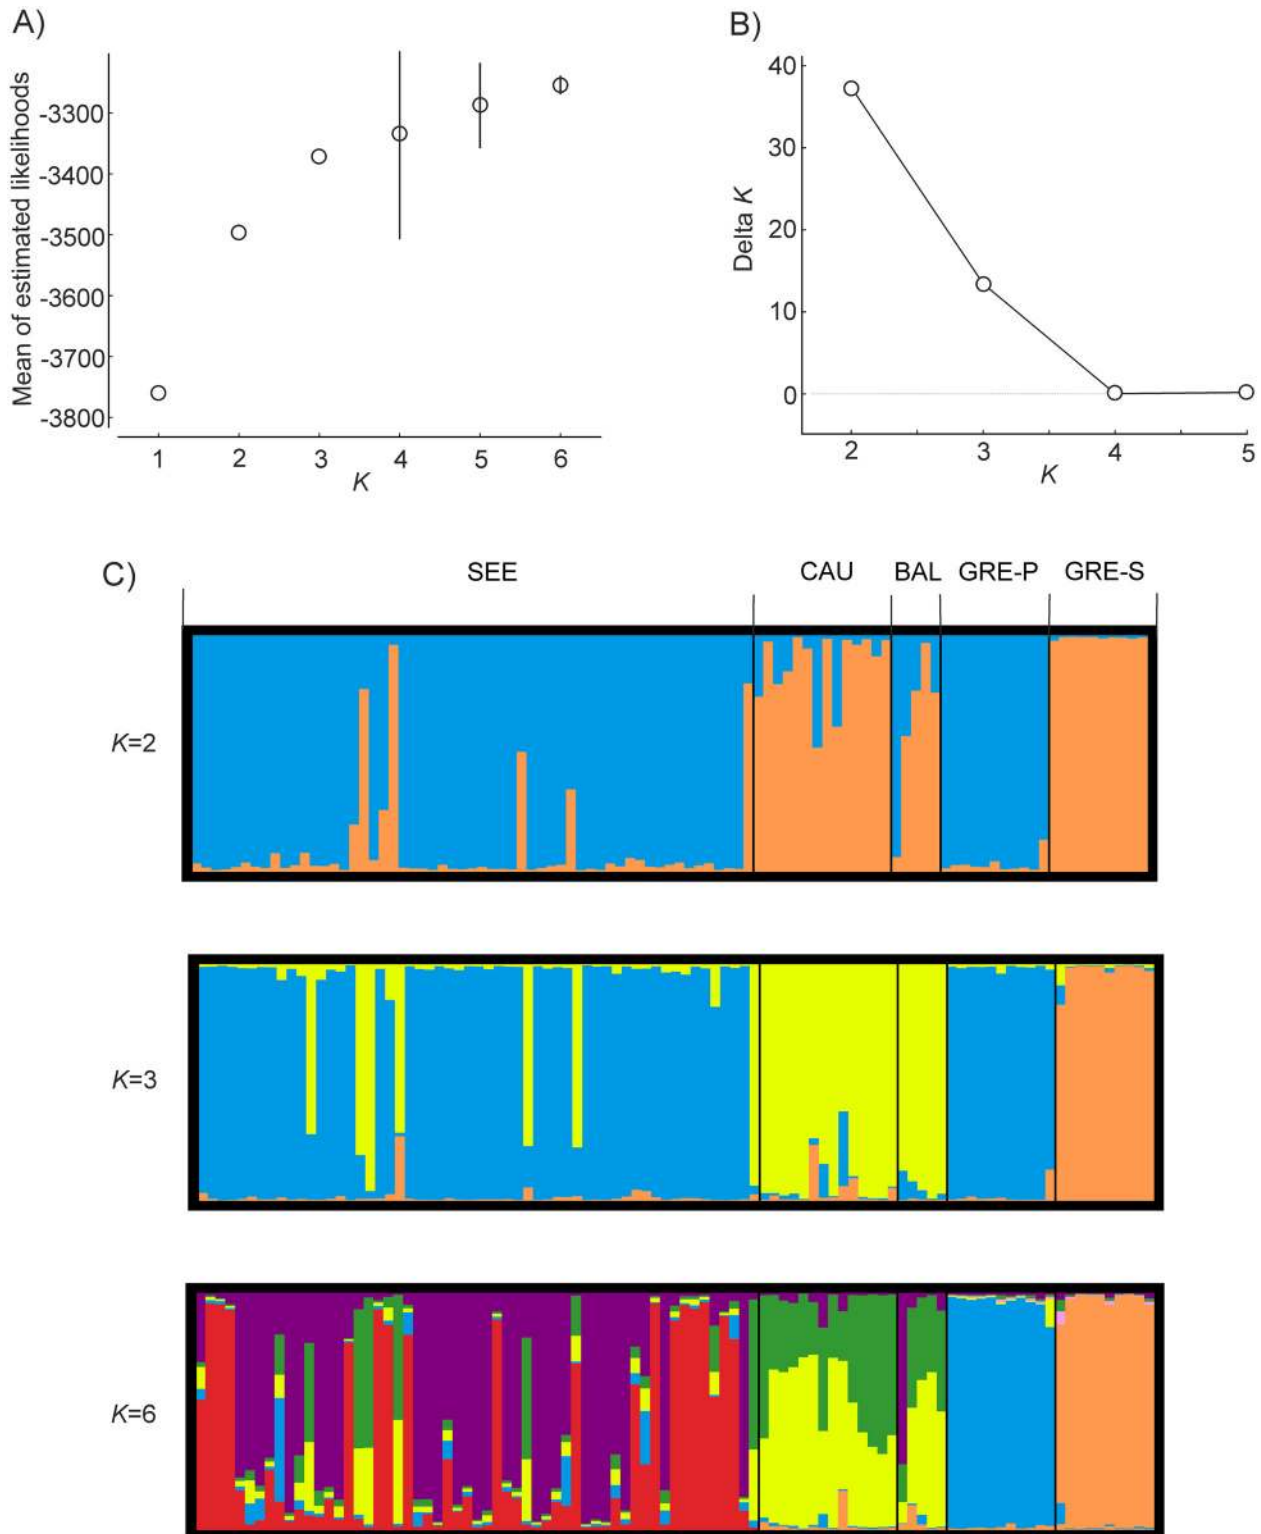 A)
Mean of estimated likelihoods
-3300
-3400
-3500
-3600
-3700
-3800
1 2 3 4 5 6
K
B)
Delta K
40
30
20
10
0
2 3 4 5
K
C)
SEE CAU BAL GRE-P GRE-S
K=2
K=3
K=6